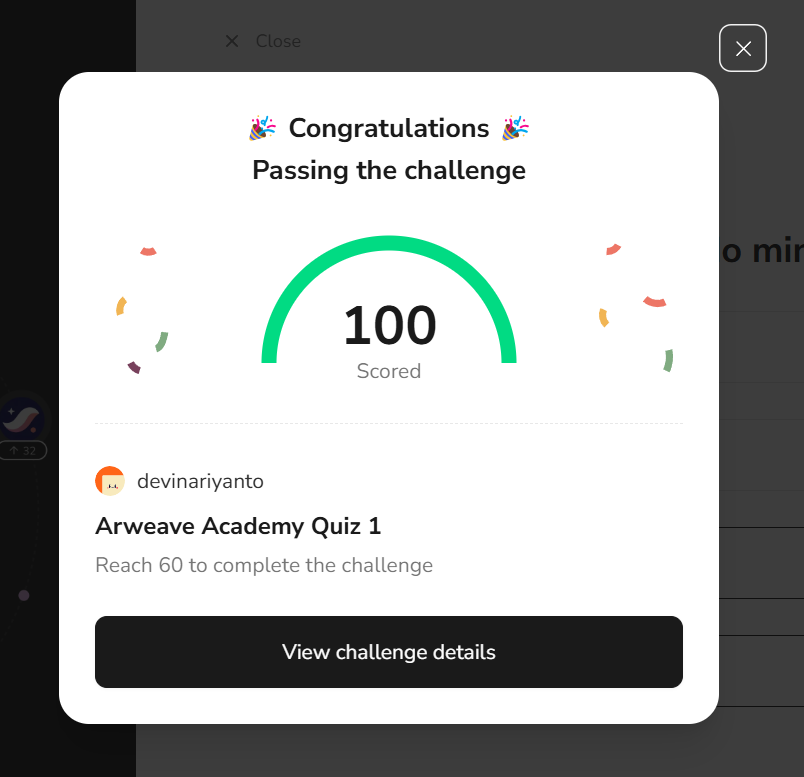 Close
🎉 Congratulations 🎉
Passing the challenge
o min
100
Scored
32
devinariyanto
Arweave Academy Quiz 1
Reach 60 to complete the challenge
View challenge details